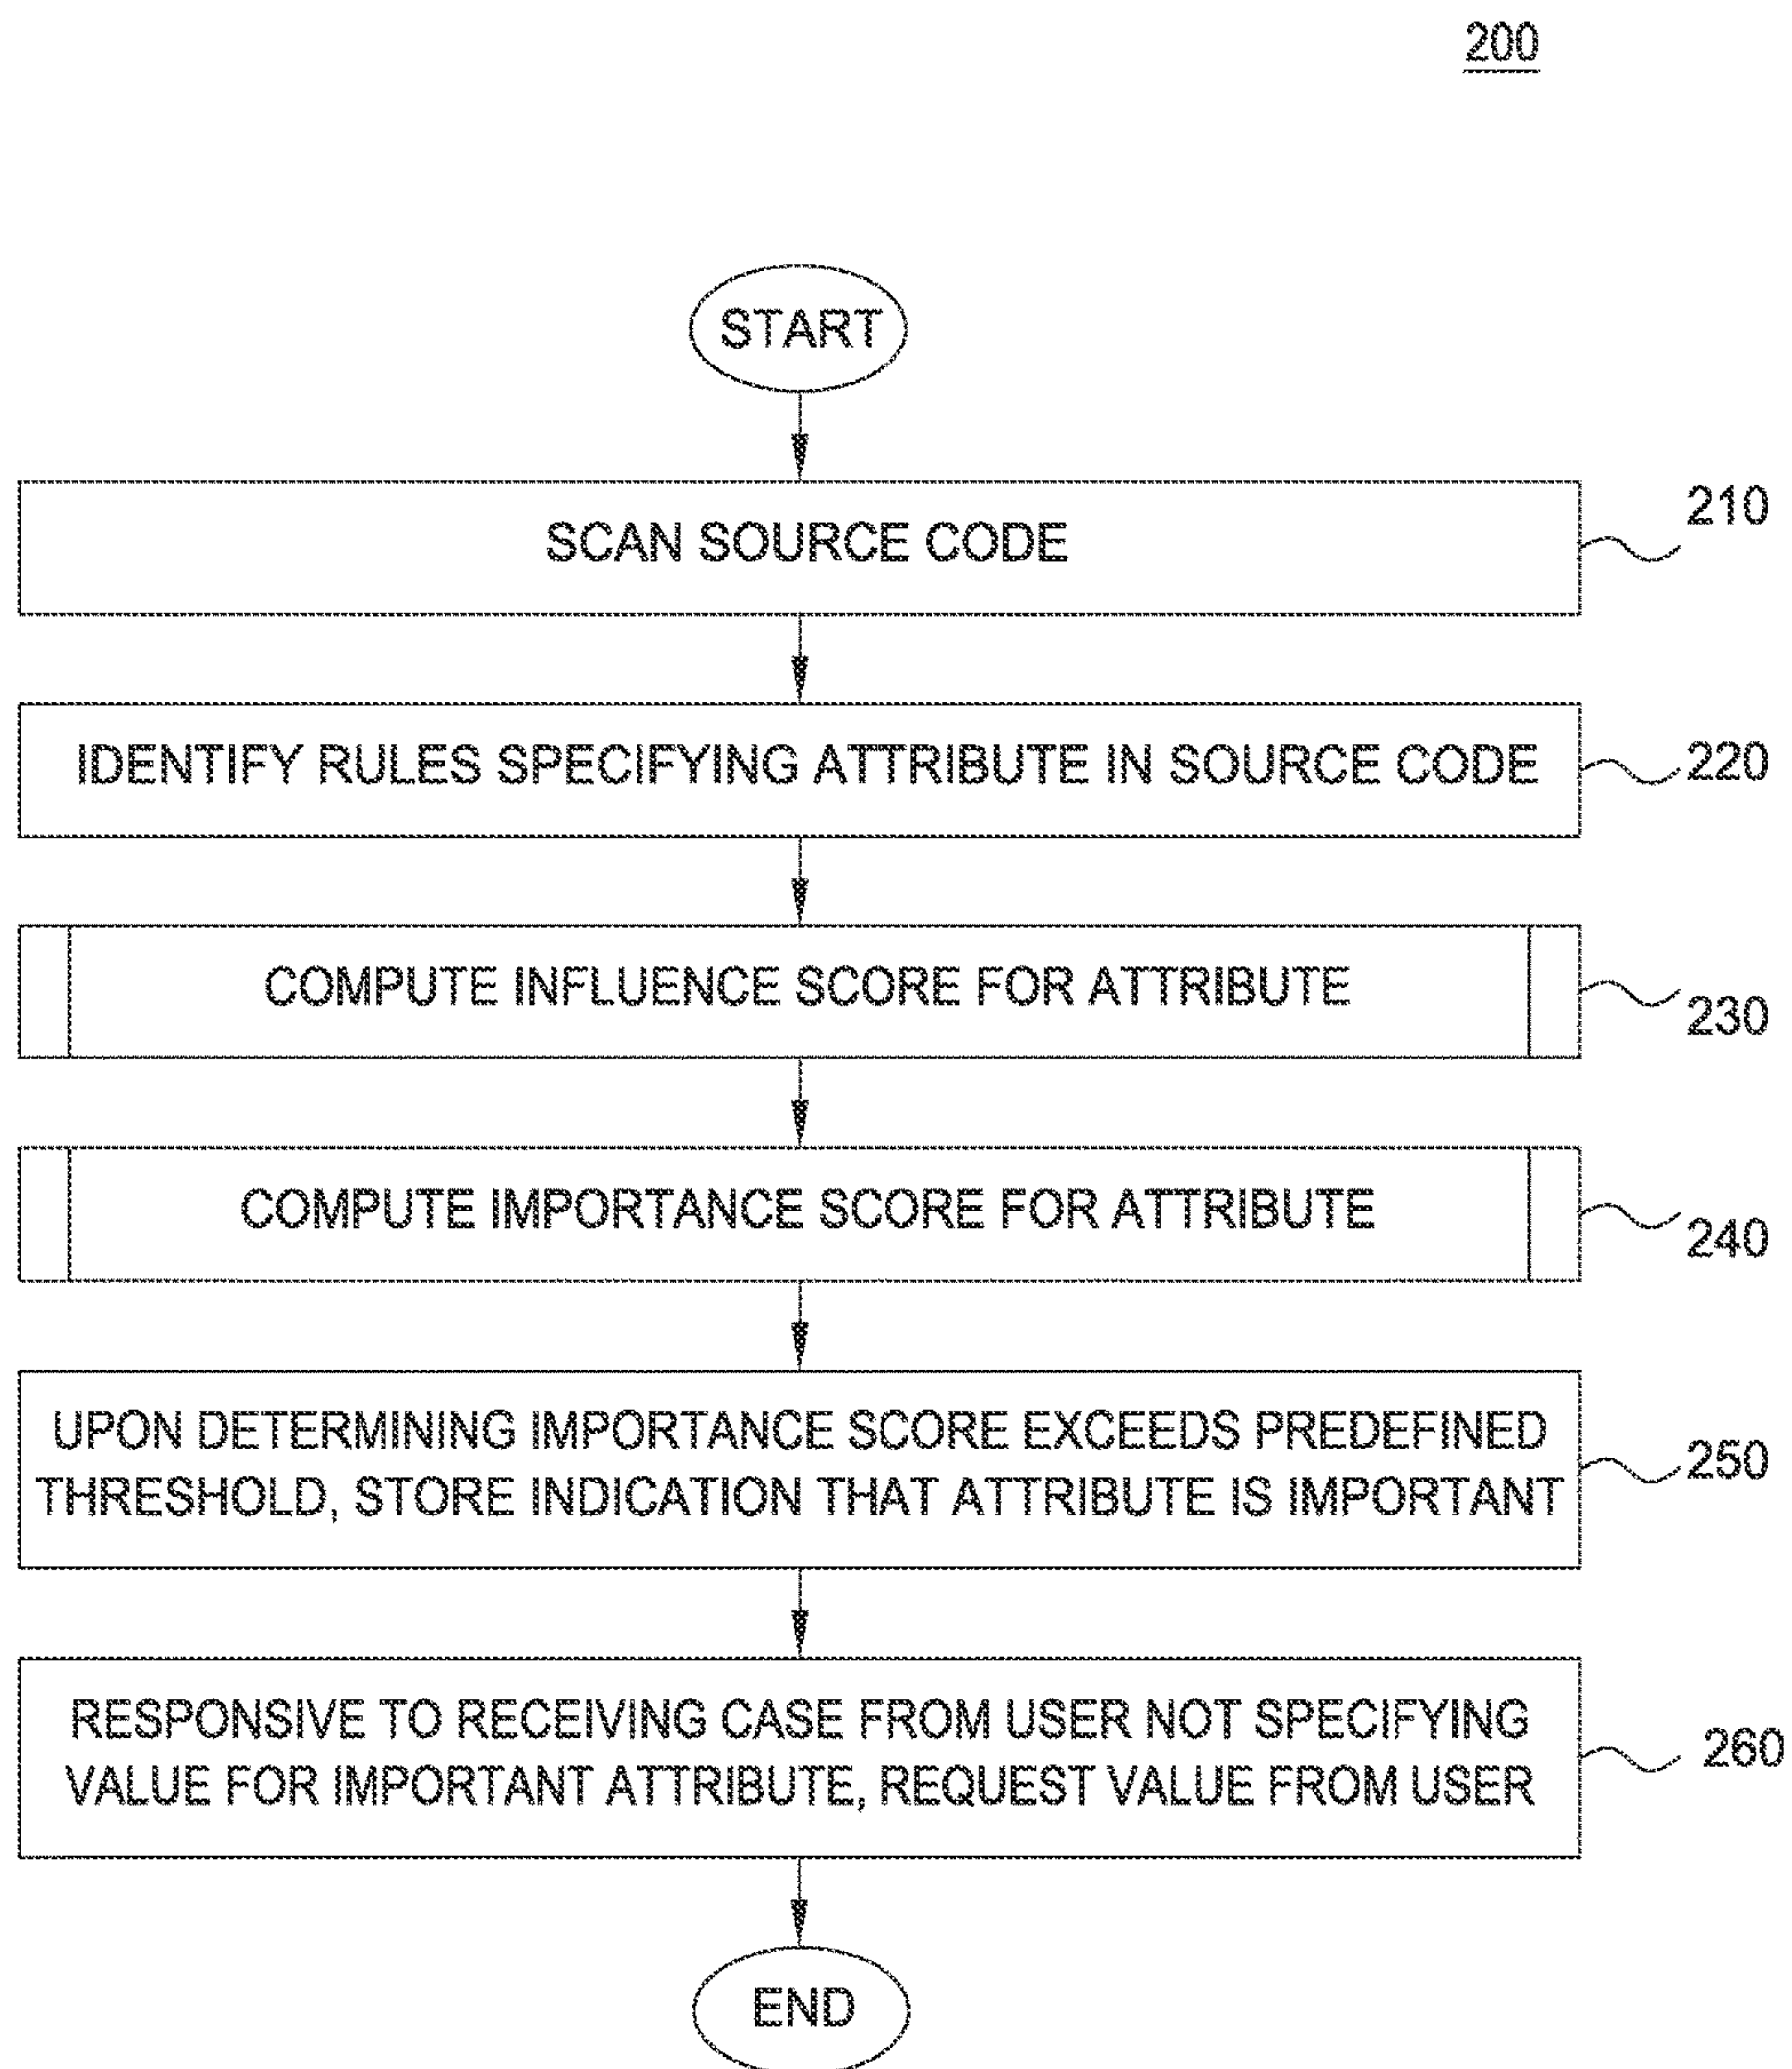 200
START
SCAN SOURCE CODE
210
IDENTIFY RULES SPECIFYING ATTRIBUTE IN SOURCE CODE
220
COMPUTE INFLUENCE SCORE FOR ATTRIBUTE
230
COMPUTE IMPORTANCE SCORE FOR ATTRIBUTE
240
UPON DETERMINING IMPORTANCE SCORE EXCEEDS PREDEFINED
THRESHOLD, STORE INDICATION THAT ATTRIBUTE IS IMPORTANT
250
RESPONSIVE TO RECEIVING CASE FROM USER NOT SPECIFYING
VALUE FOR IMPORTANT ATTRIBUTE, REQUEST VALUE FROM USER
260
END